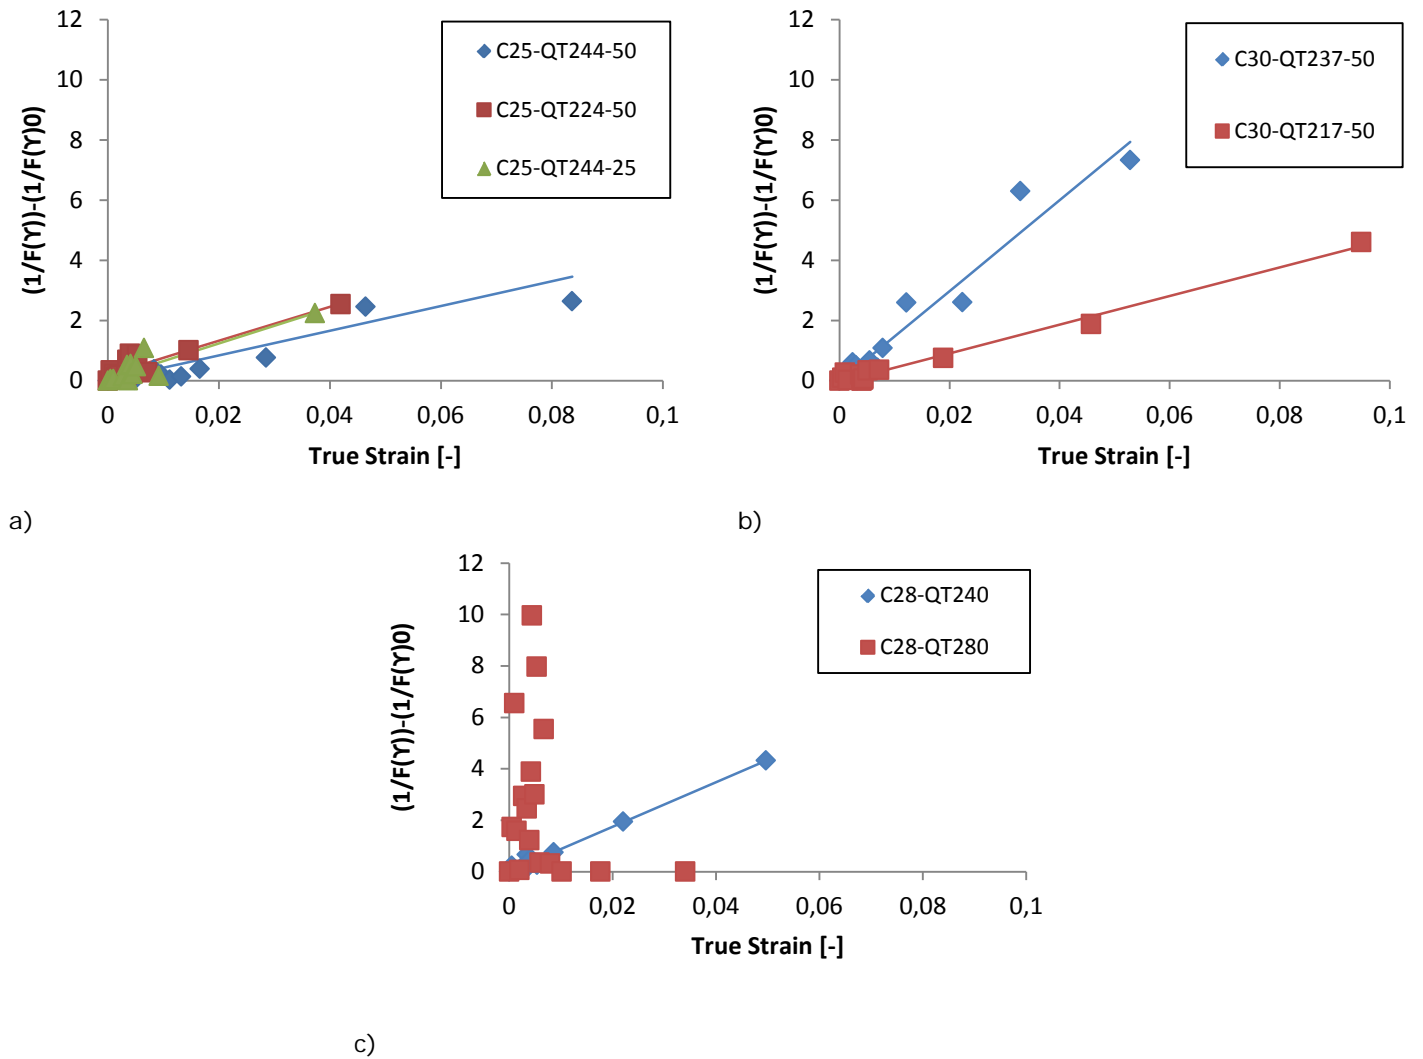 12
10
8
6
4
2
0
(1/F(ϒ))-(1/F(ϒ)0)
C25-QT244-50
C25-QT224-50
C25-QT244-25
0 0,02 0,04 0,06 0,08 0,1
True Strain [-]
a)
12
10
8
6
4
2
0
(1/F(ϒ))-(1/F(ϒ)0)
C30-QT237-50
C30-QT217-50
0 0,02 0,04 0,06 0,08 0,1
True Strain [-]
b)
12
10
8
6
4
2
0
(1/F(ϒ))-(1/F(ϒ)0)
C28-QT240
C28-QT280
0 0,02 0,04 0,06 0,08 0,1
True Strain [-]
c)